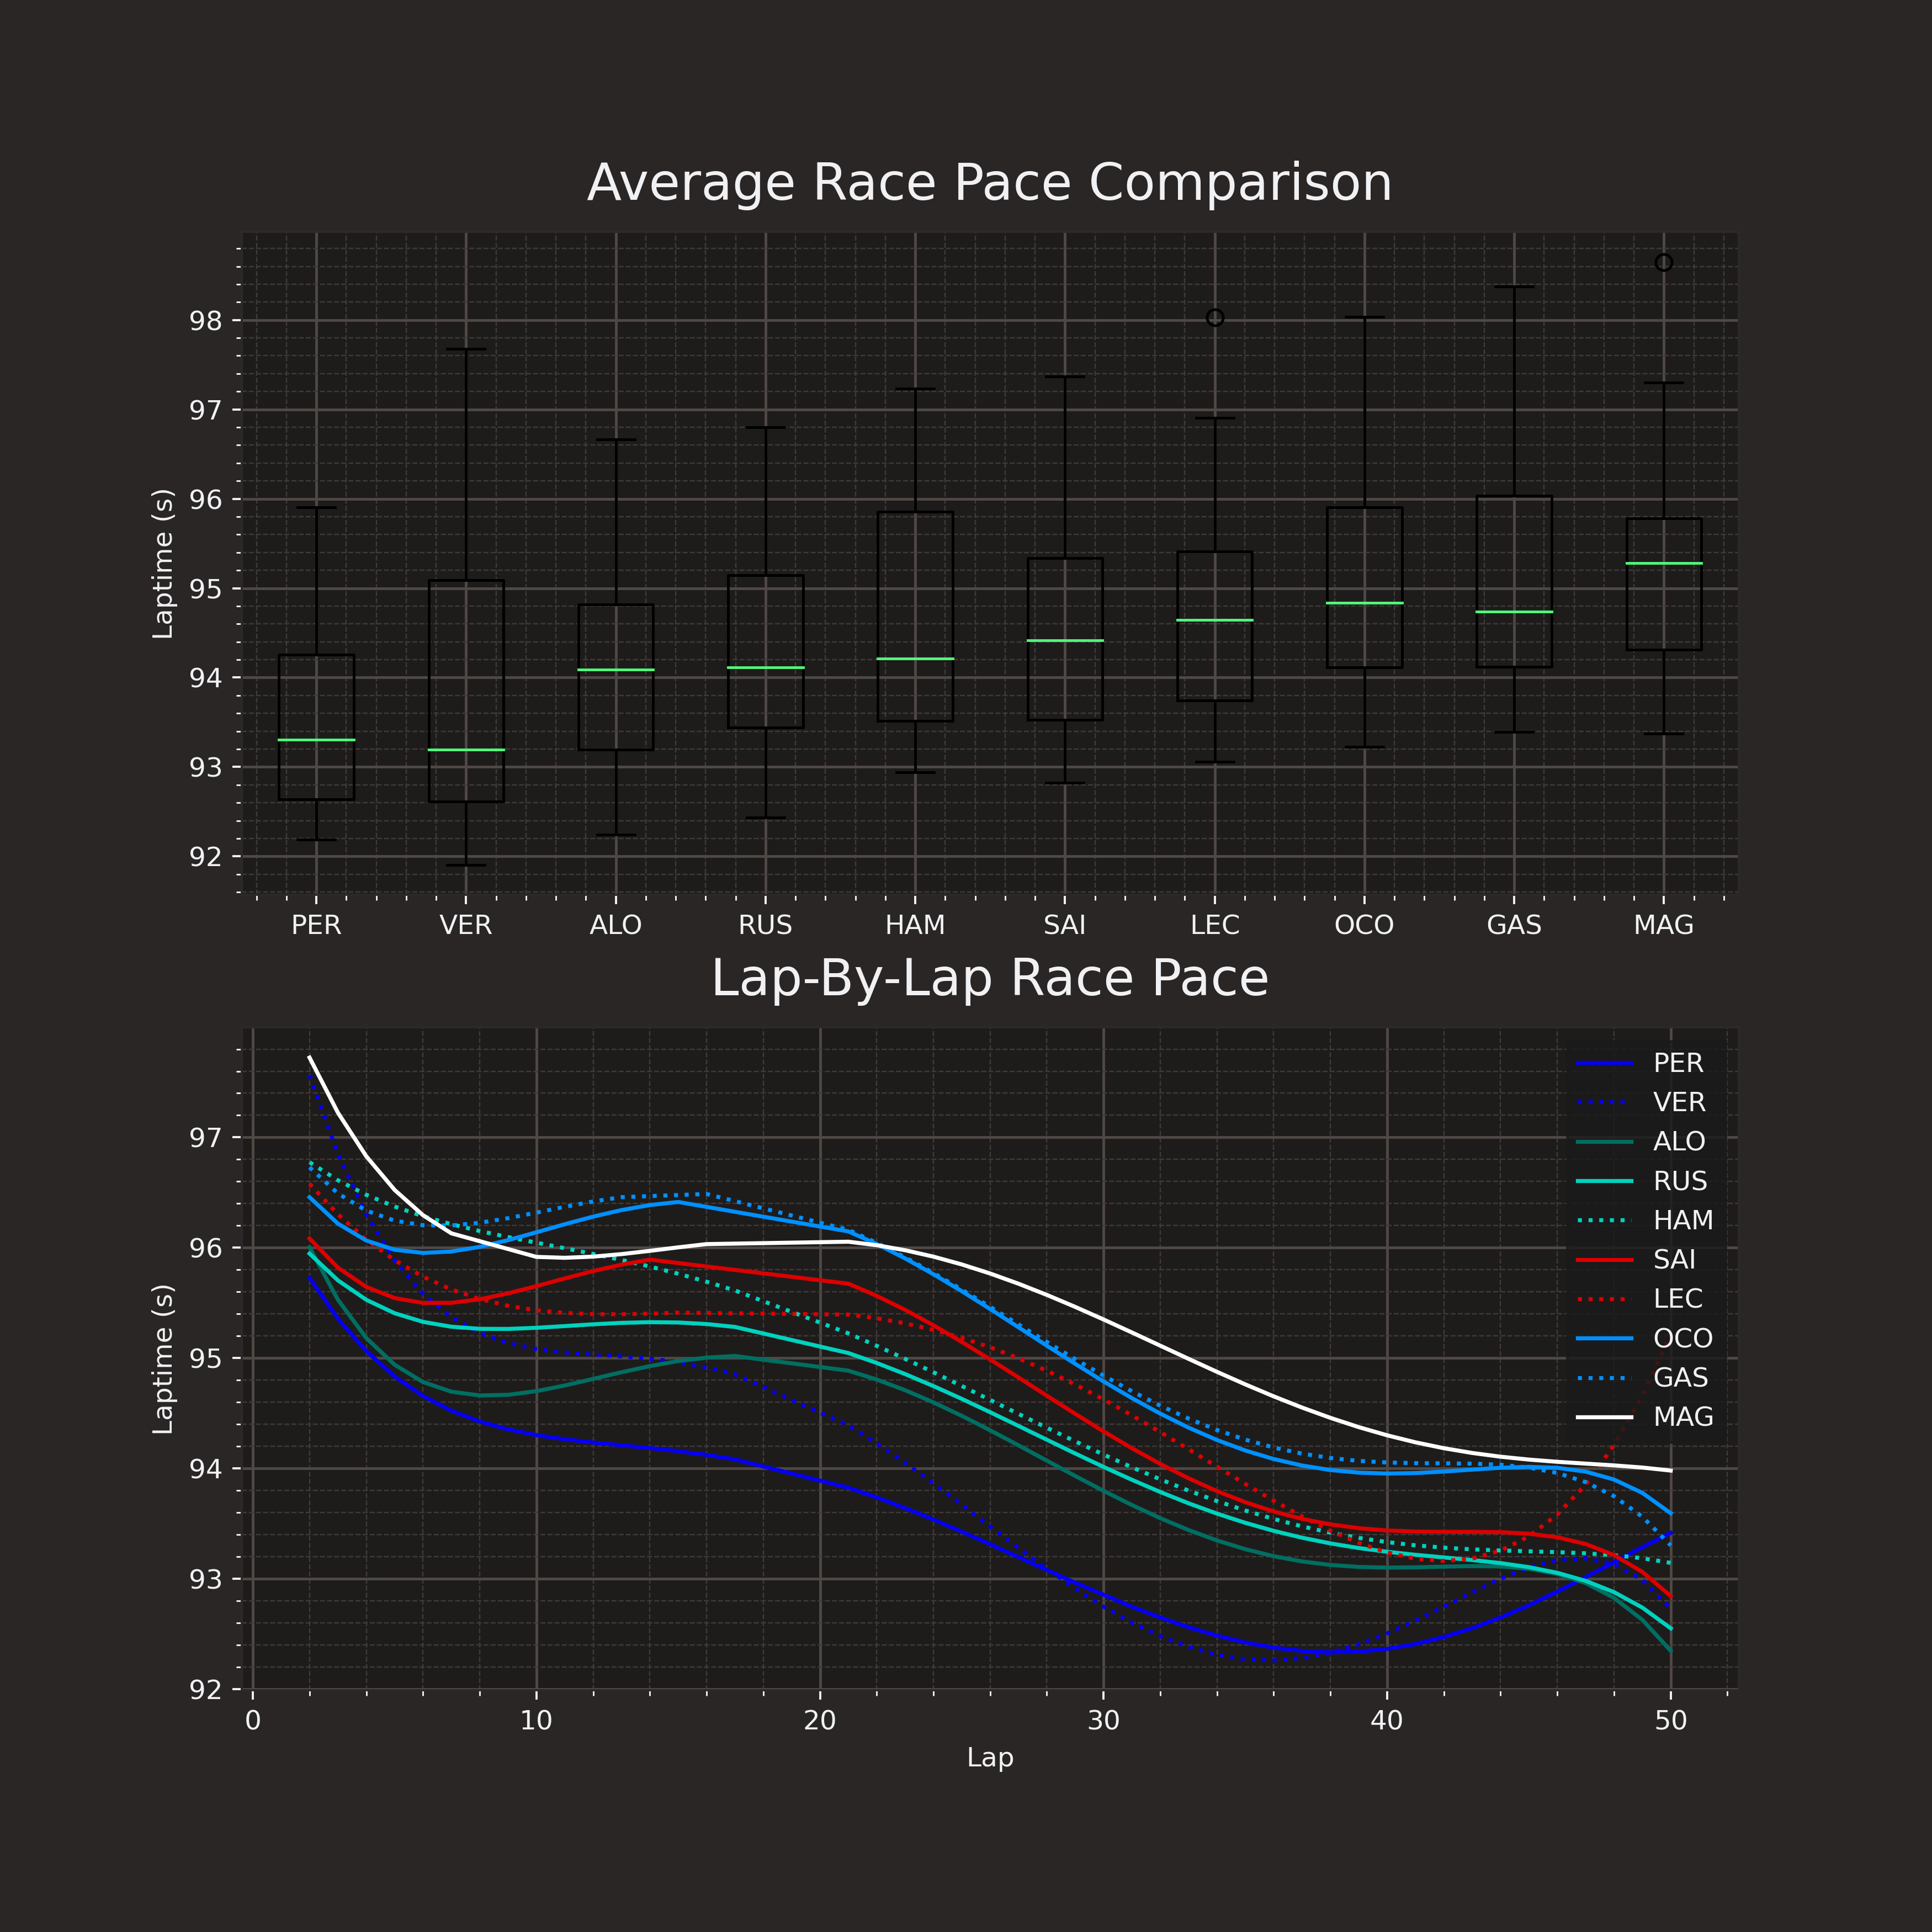 Average Race Pace Comparison
Laptime (s)
98
97
96
95
94
93
92
PER VER ALO RUS HAM SAI LEC OCO GAS MAG
Lap-By-Lap Race Pace
Laptime (s)
97
96
95
94
93
92
PER
VER
ALO
RUS
HAM
SAI
LEC
OCO
GAS
MAG
0 10 20 30 40 50
Lap